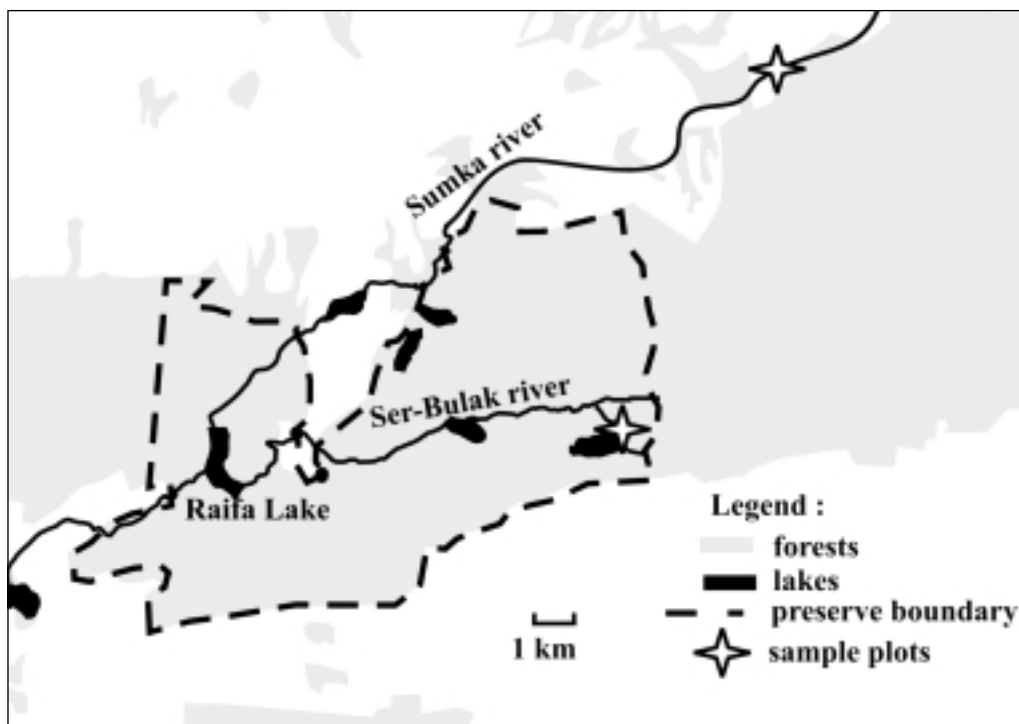 Sumka river
Ser-Bulak river
Raifa Lake
Legend :
forests
lakes
preserve boundary
1 km
sample plots